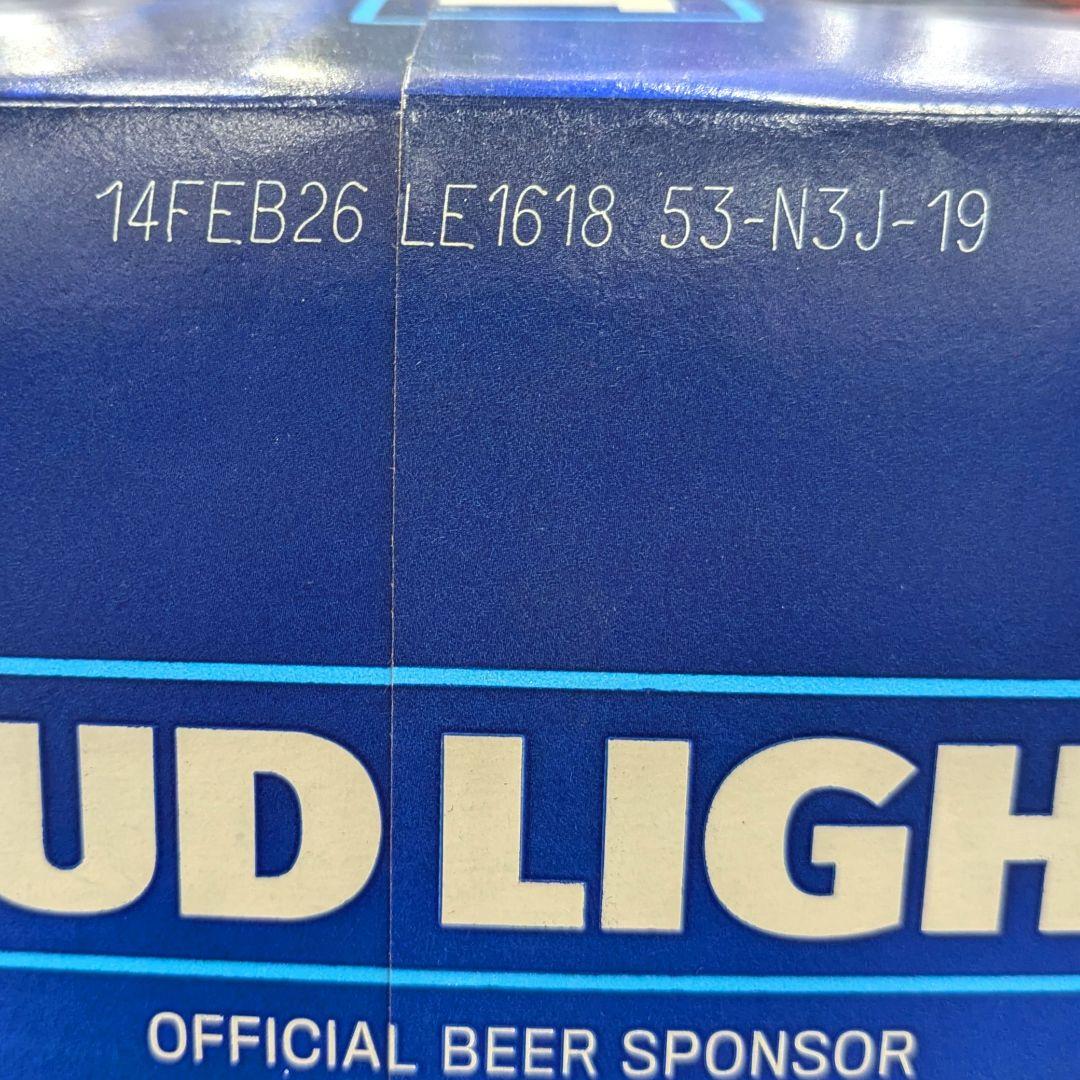 14FEB26 LE1618 53-N3J-19
UD LIGH
OFFICIAL BEER SPONSOR